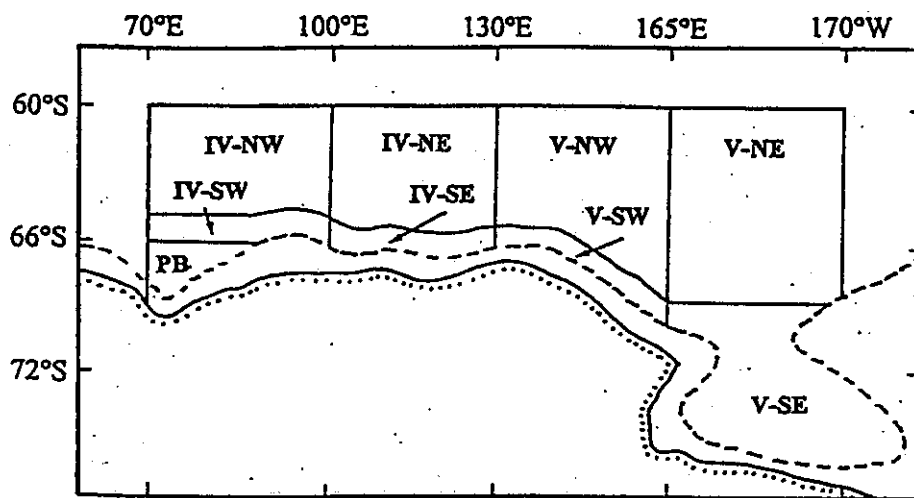 70°E 100°E 130°E 165°E 170°W
60°S
IV-NW IV-NE V-NW V-NE
IV-SW IV-SE
V-SW
66°S
PB
72°S
V-SE